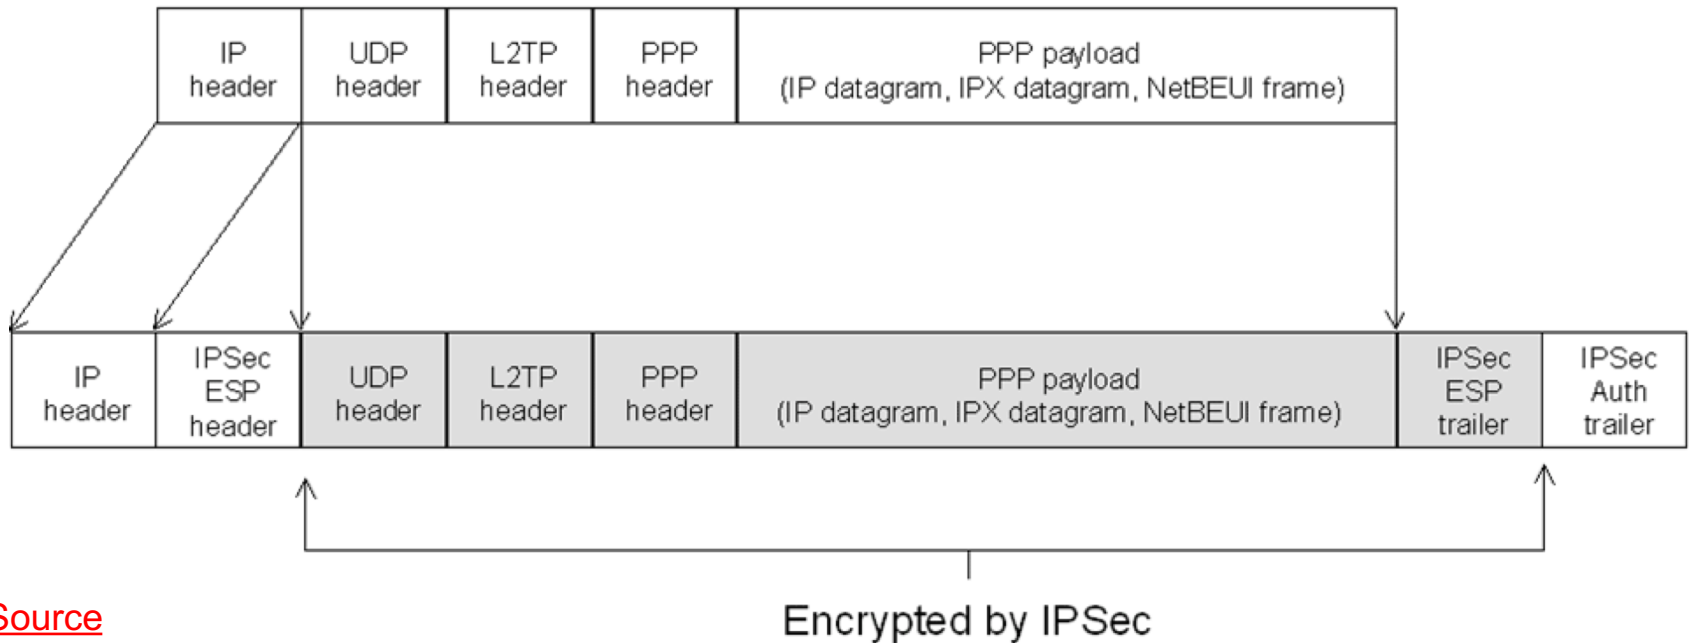 IP
header
UDP
header
L2TP
header
PPP
header
PPP payload
(IP datagram, IPX datagram, NetBEUI frame)
IP
header
IPSec
ESP
header
UDP
header
L2TP
header
PPP
header
PPP payload
(IP datagram, IPX datagram, NetBEUI frame)
IPSec
ESP
trailer
IPSec
Auth
trailer
Encrypted by IPSec
Source